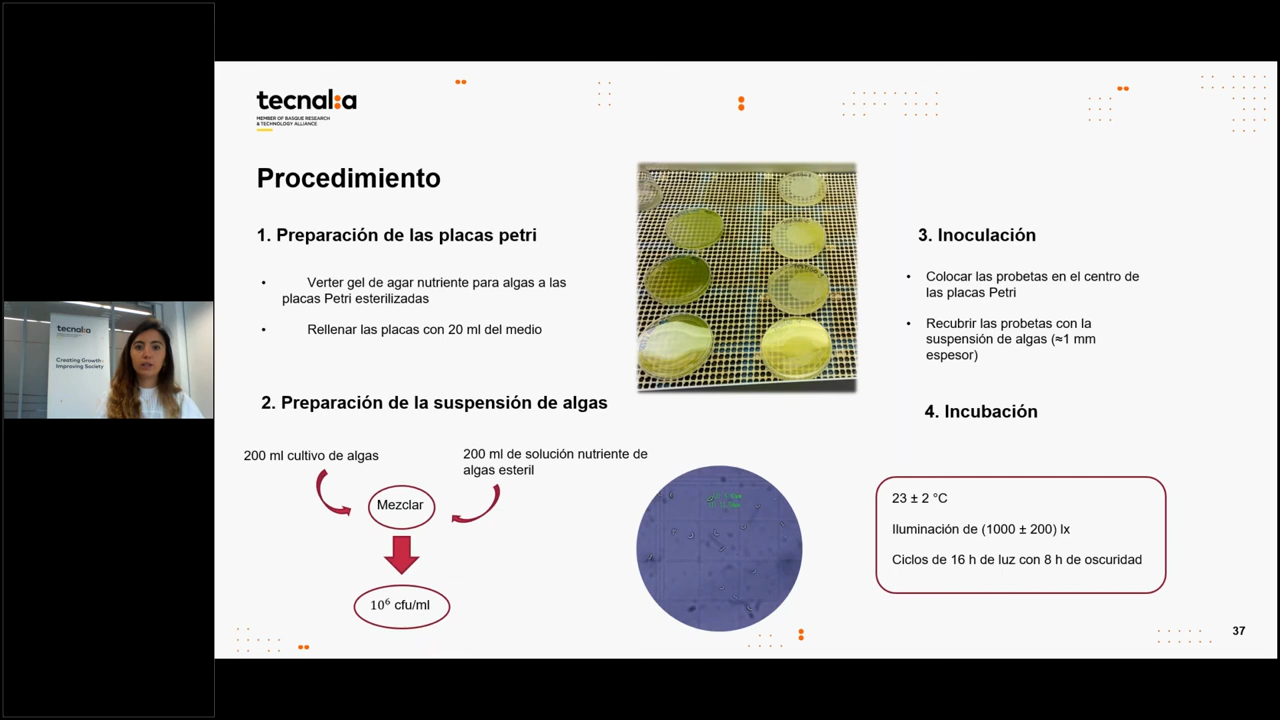 tecnalia
MEMBER OF BASQUE RESEARCH
& TECHNOLOGY ALLIANCE
Procedimiento
1. Preparación de las placas petri
• Verter gel de agar nutriente para algas a las
placas Petri esterilizadas
• Rellenar las placas con 20 ml del medio
2. Preparación de la suspensión de algas
200 ml cultivo de algas
200 ml de solución nutriente de
algas esteril
Mezclar
10⁶ cfu/ml
3. Inoculación
• Colocar las probetas en el centro de
las placas Petri
• Recubrir las probetas con la
suspensión de algas (≈1 mm
espesor)
4. Incubación
23 ± 2 °C
Iluminación de (1000 ± 200) lx
Ciclos de 16 h de luz con 8 h de oscuridad
37
tecnalia
Creating Growth
Improving Society